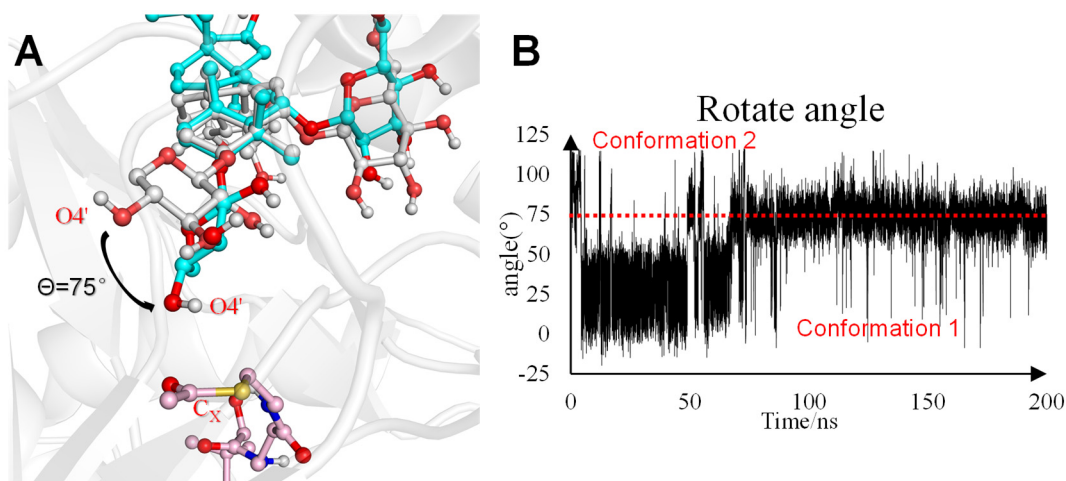 A
O4'
Θ=75°
O4'
CX
B
Rotate angle
125
100
75
50
25
0
-25
angle(°)
Conformation 2
Conformation 1
0
50
100
150
200
Time/ns